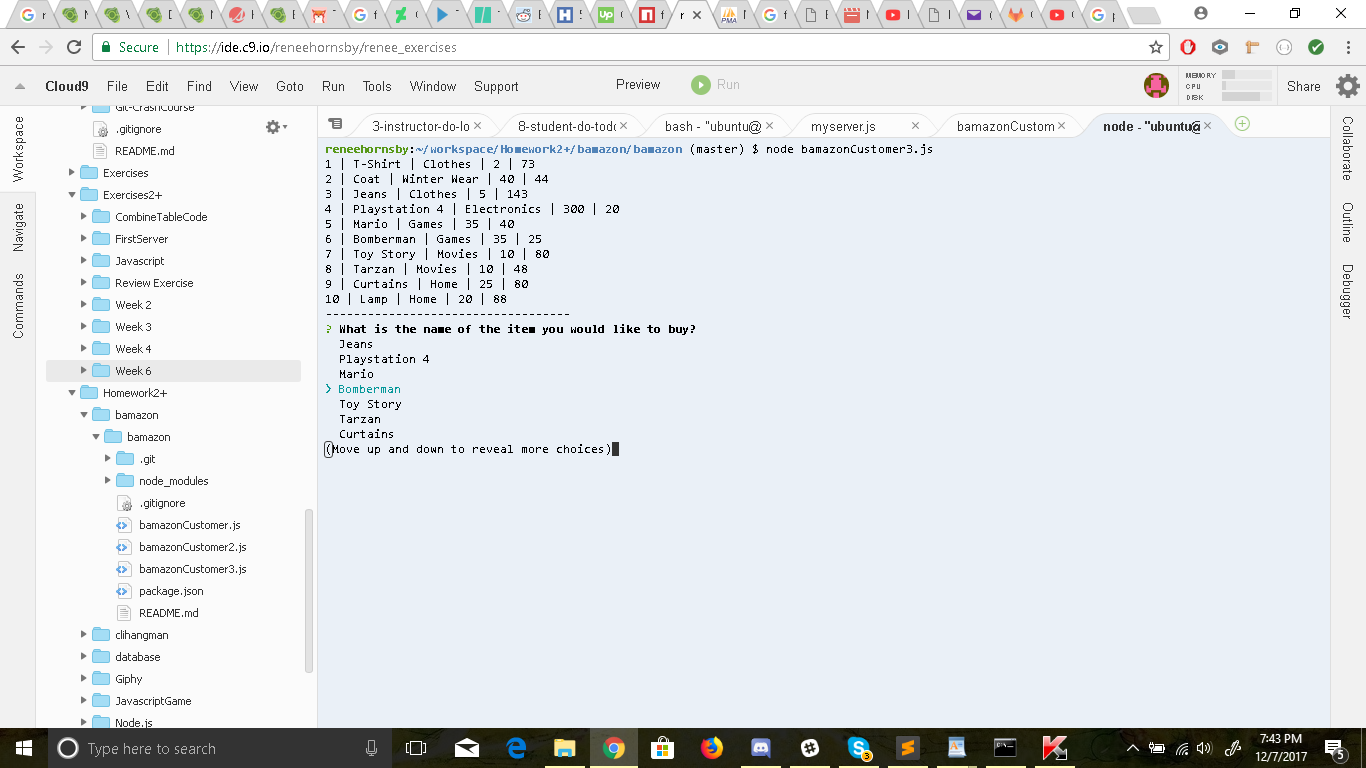 Secure
https://ide.c9.io/reneehornsby/renee_exercises
Cloud9 File Edit Find View Goto Run Tools Window Support Preview Run
MEMORY
CPU
DISK
Share
Workspace
Navigate
Commands
Git-CrashCourse
.gitignore
README.md
Exercises
Exercises2+
CombineTableCode
FirstServer
Javascript
Review Exercise
Week 2
Week 3
Week 4
Week 6
Homework2+
bamazon
bamazon
.git
node_modules
.gitignore
bamazonCustomer.js
bamazonCustomer2.js
bamazonCustomer3.js
package.json
README.md
clihangman
database
Giphy
JavascriptGame
Node.js
3-instructor-do-lo
8-student-do-todo
bash - "ubuntu@
myserver.js
bamazonCustom
node - "ubuntu@
reneehornsby:~/workspace/Homework2+/bamazon/bamazon (master) $ node bamazonCustomer3.js
1 | T-Shirt | Clothes | 2 | 73
2 | Coat | Winter Wear | 40 | 44
3 | Jeans | Clothes | 5 | 143
4 | Playstation 4 | Electronics | 300 | 20
5 | Mario | Games | 35 | 40
6 | Bomberman | Games | 35 | 25
7 | Toy Story | Movies | 10 | 80
8 | Tarzan | Movies | 10 | 48
9 | Curtains | Home | 25 | 80
10 | Lamp | Home | 20 | 88
-----------------------------------
? What is the name of the item you would like to buy?
Jeans
Playstation 4
Mario
❯ Bomberman
Toy Story
Tarzan
Curtains
(Move up and down to reveal more choices)
Collaborate
Outline
Debugger
Type here to search
7:43 PM
12/7/2017
3
5